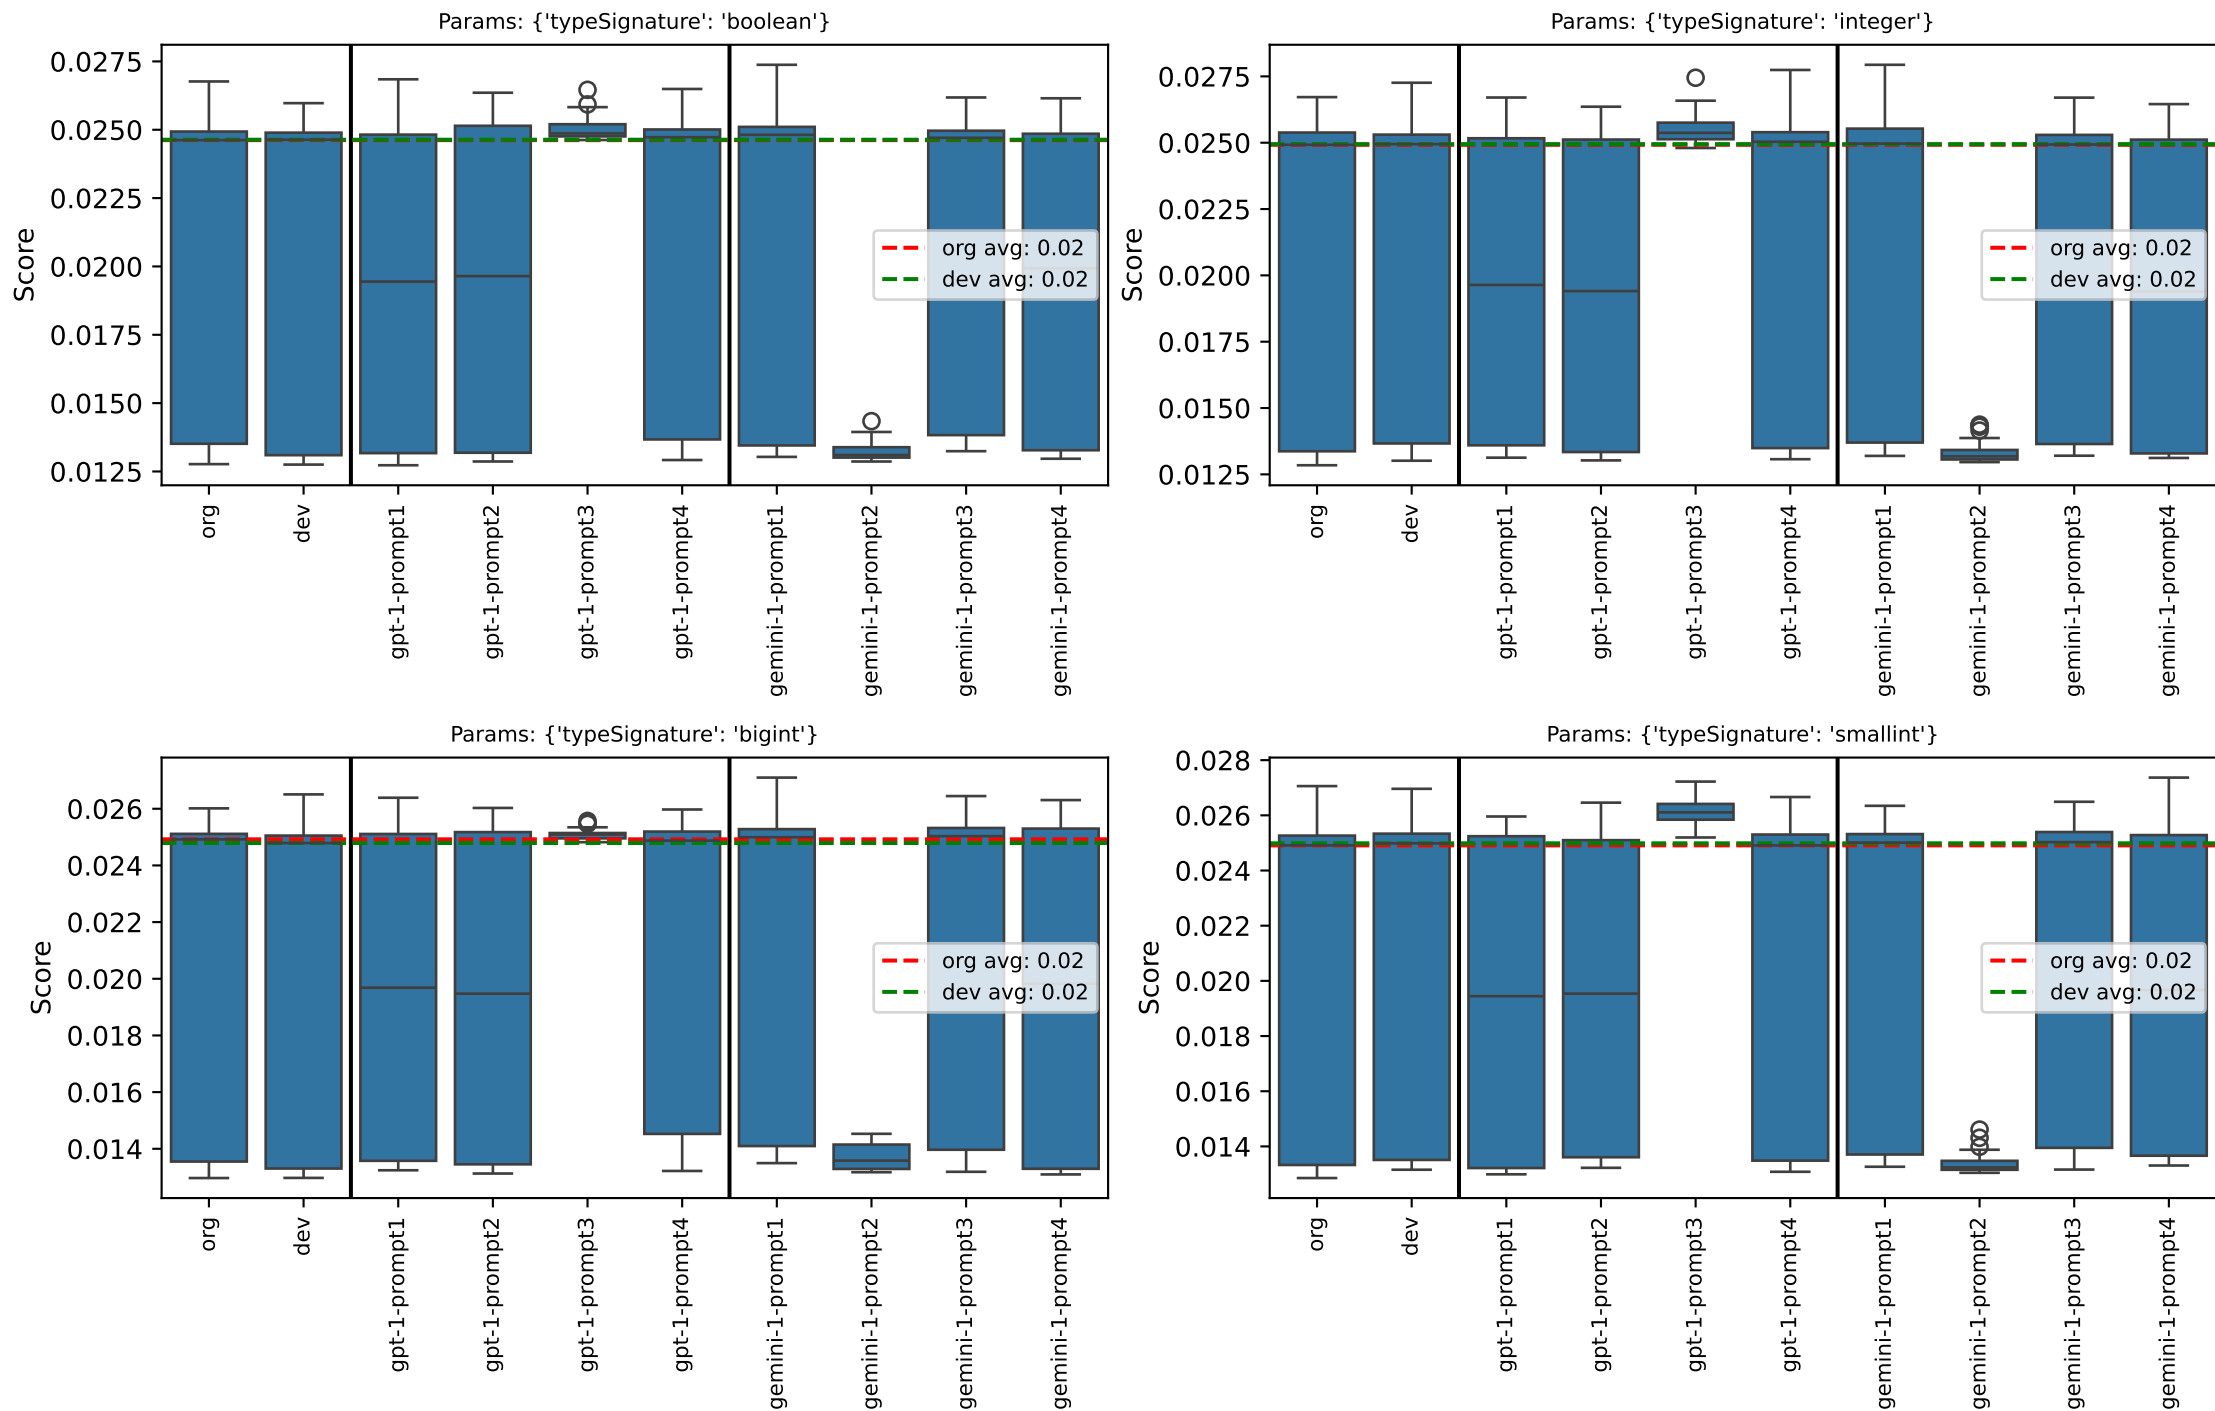 Params: {'typeSignature': 'boolean'}
Score
0.0275
0.0250
0.0225
0.0200
0.0175
0.0150
0.0125
org avg: 0.02
dev avg: 0.02
org
dev
gpt-1-prompt1
gpt-1-prompt2
gpt-1-prompt3
gpt-1-prompt4
gemini-1-prompt1
gemini-1-prompt2
gemini-1-prompt3
gemini-1-prompt4
Params: {'typeSignature': 'integer'}
Score
0.0275
0.0250
0.0225
0.0200
0.0175
0.0150
0.0125
org avg: 0.02
dev avg: 0.02
org
dev
gpt-1-prompt1
gpt-1-prompt2
gpt-1-prompt3
gpt-1-prompt4
gemini-1-prompt1
gemini-1-prompt2
gemini-1-prompt3
gemini-1-prompt4
Params: {'typeSignature': 'bigint'}
Score
0.026
0.024
0.022
0.020
0.018
0.016
0.014
org avg: 0.02
dev avg: 0.02
org
dev
gpt-1-prompt1
gpt-1-prompt2
gpt-1-prompt3
gpt-1-prompt4
gemini-1-prompt1
gemini-1-prompt2
gemini-1-prompt3
gemini-1-prompt4
Params: {'typeSignature': 'smallint'}
Score
0.028
0.026
0.024
0.022
0.020
0.018
0.016
0.014
org avg: 0.02
dev avg: 0.02
org
dev
gpt-1-prompt1
gpt-1-prompt2
gpt-1-prompt3
gpt-1-prompt4
gemini-1-prompt1
gemini-1-prompt2
gemini-1-prompt3
gemini-1-prompt4